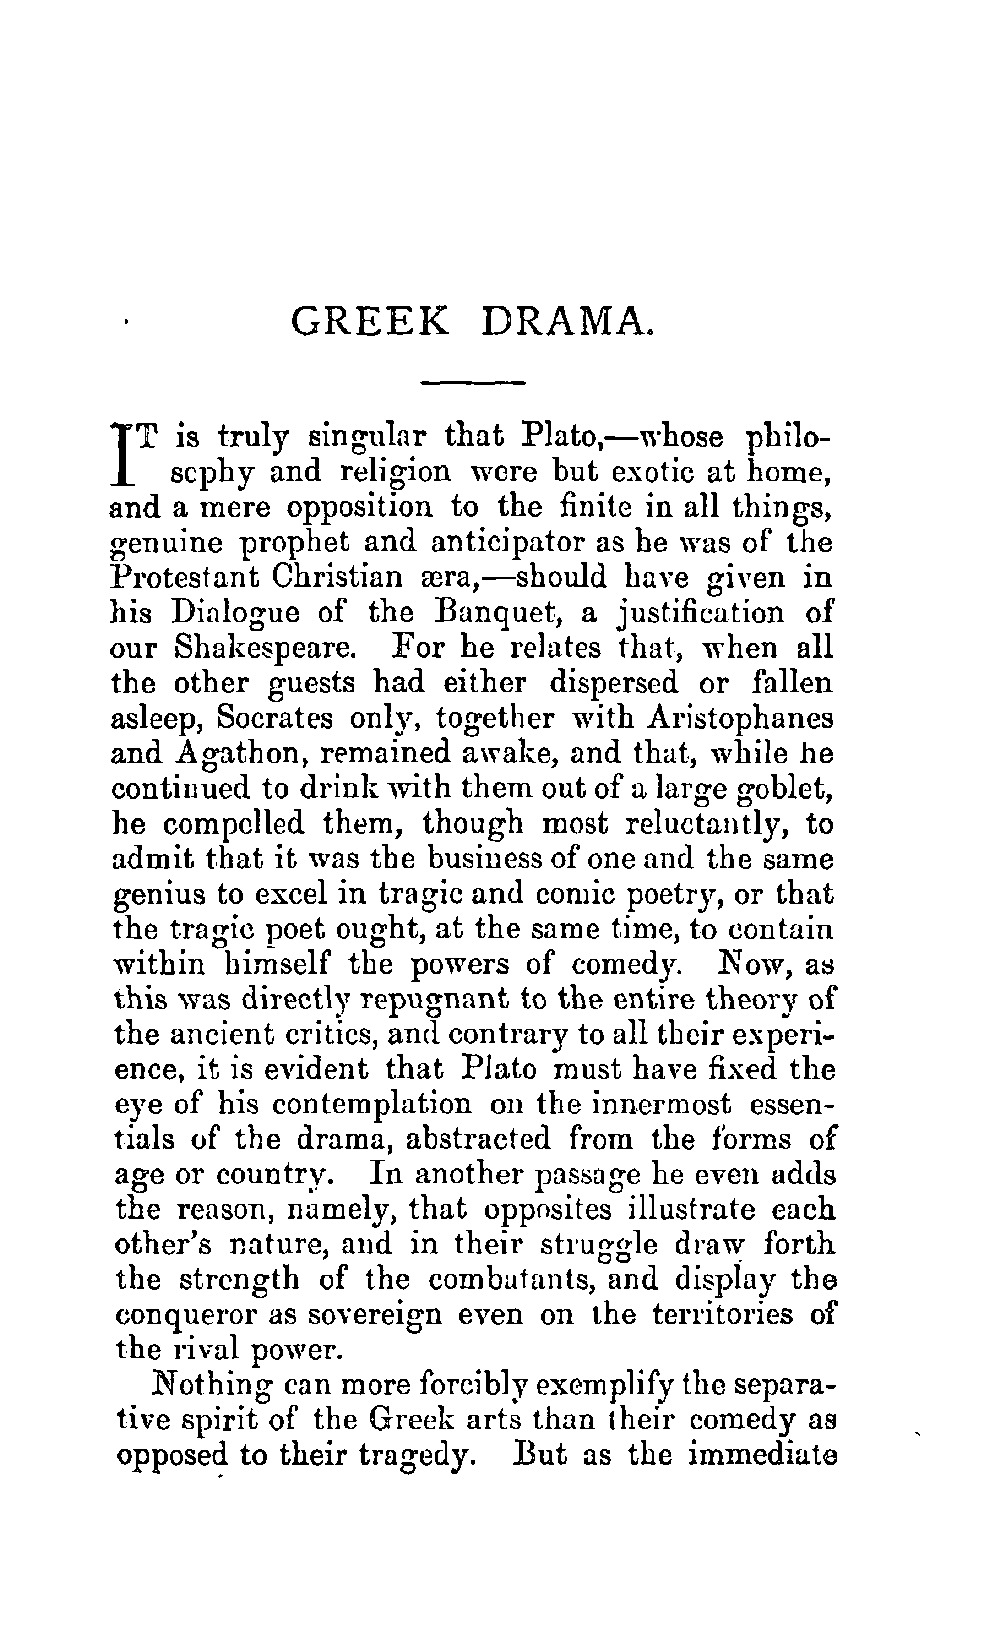 GREEK DRAMA.
IT is truly singular that Plato,—whose philo-
sophy and religion were but exotic at home,
and a mere opposition to the finite in all things,
genuine prophet and anticipator as he was of the
Protestant Christian æra,—should have given in
his Dialogue of the Banquet, a justification of
our Shakespeare. For he relates that, when all
the other guests had either dispersed or fallen
asleep, Socrates only, together with Aristophanes
and Agathon, remained awake, and that, while he
continued to drink with them out of a large goblet,
he compelled them, though most reluctantly, to
admit that it was the business of one and the same
genius to excel in tragic and comic poetry, or that
the tragic poet ought, at the same time, to contain
within himself the powers of comedy. Now, as
this was directly repugnant to the entire theory of
the ancient critics, and contrary to all their experi-
ence, it is evident that Plato must have fixed the
eye of his contemplation on the innermost essen-
tials of the drama, abstracted from the forms of
age or country. In another passage he even adds
the reason, namely, that opposites illustrate each
other's nature, and in their struggle draw forth
the strength of the combatants, and display the
conqueror as sovereign even on the territories of
the rival power.
Nothing can more forcibly exemplify the separa-
tive spirit of the Greek arts than their comedy as
opposed to their tragedy. But as the immediate